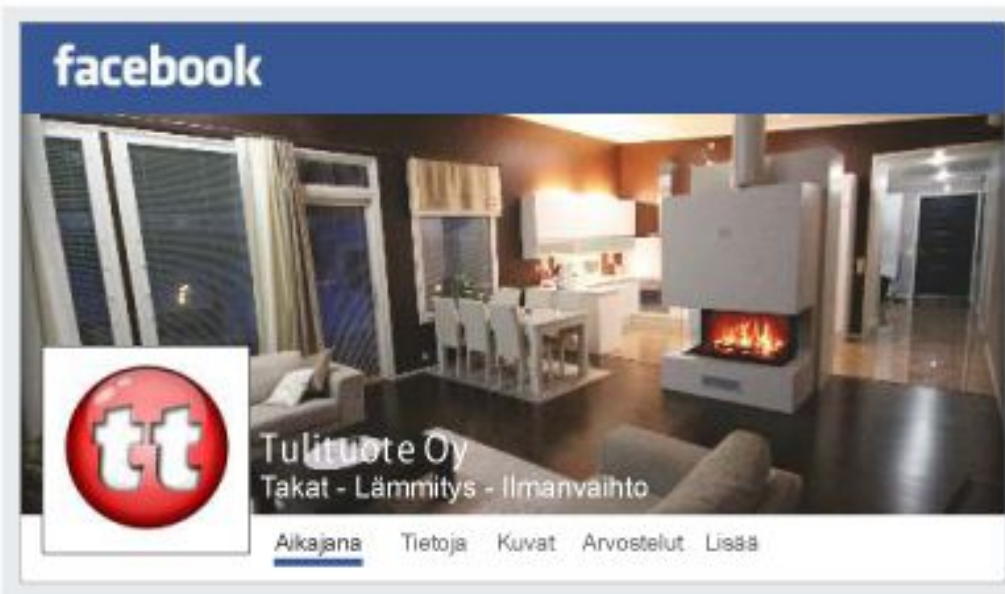 facebook
tt
Tulituote Oy
Takat - Lämmitys - Ilmanvaihto
Aikajana Tietoja Kuvat Arvostelut Lisää